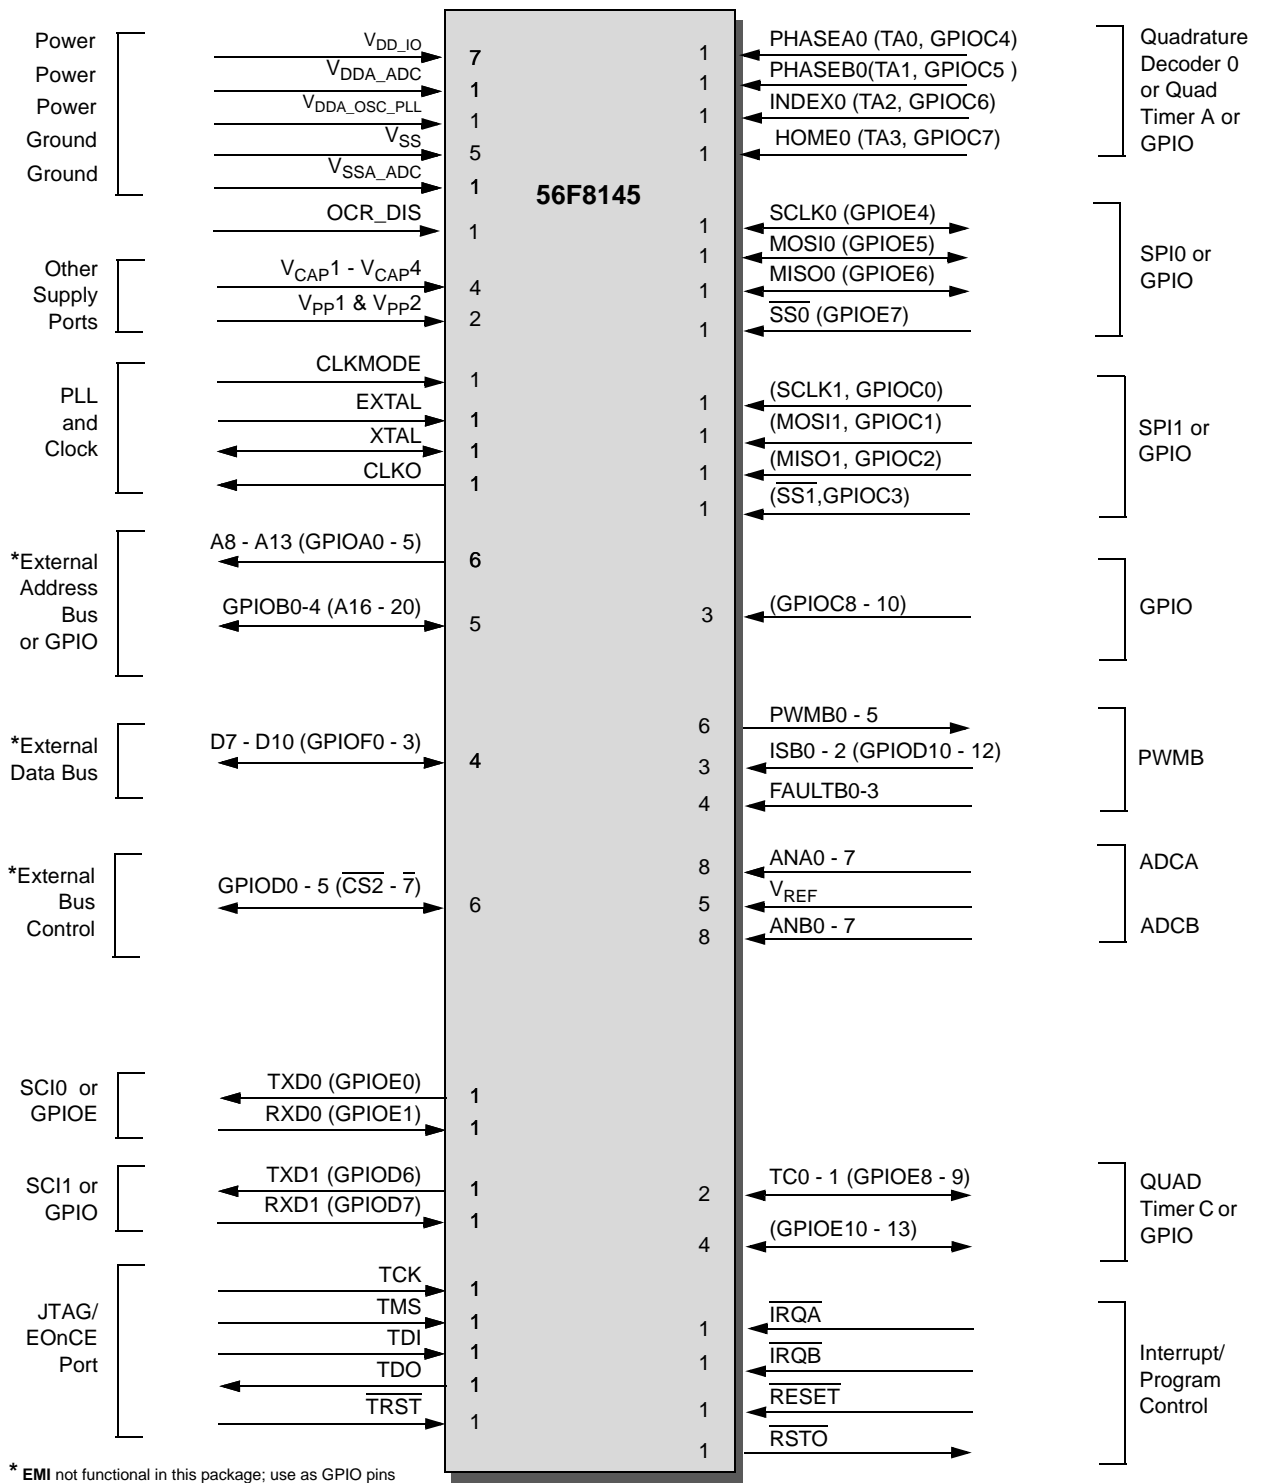 56F8145
Power
Power
Power
Ground
Ground
VDD_IO
7
VDDA_ADC
1
VDDA_OSC_PLL
1
VSS
5
VSSA_ADC
1
OCR_DIS
1
Other
Supply
Ports
VCAP1 - VCAP4
4
VPP1 & VPP2
2
PLL
and
Clock
CLKMODE
1
EXTAL
1
XTAL
1
CLKO
1
*External
Address
Bus
or GPIO
A8 - A13 (GPIOA0 - 5)
6
GPIOB0-4 (A16 - 20)
5
*External
Data Bus
D7 - D10 (GPIOF0 - 3)
4
*External
Bus
Control
GPIOD0 - 5 (CS2 - 7)
6
SCI0 or
GPIOE
TXD0 (GPIOE0)
1
RXD0 (GPIOE1)
1
SCI1 or
GPIO
TXD1 (GPIOD6)
1
RXD1 (GPIOD7)
1
JTAG/
EOnCE
Port
TCK
1
TMS
1
TDI
1
TDO
1
TRST
1
1
PHASEA0 (TA0, GPIOC4)
1
PHASEB0(TA1, GPIOC5 )
1
INDEX0 (TA2, GPIOC6)
1
HOME0 (TA3, GPIOC7)
Quadrature
Decoder 0
or Quad
Timer A or
GPIO
1
SCLK0 (GPIOE4)
1
MOSI0 (GPIOE5)
1
MISO0 (GPIOE6)
1
SS0 (GPIOE7)
SPI0 or
GPIO
1
(SCLK1, GPIOC0)
1
(MOSI1, GPIOC1)
1
(MISO1, GPIOC2)
1
(SS1,GPIOC3)
SPI1 or
GPIO
3
(GPIOC8 - 10)
GPIO
6
PWMB0 - 5
3
ISB0 - 2 (GPIOD10 - 12)
4
FAULTB0-3
PWMB
8
ANA0 - 7
5
VREF
8
ANB0 - 7
ADCA
ADCB
2
TC0 - 1 (GPIOE8 - 9)
4
(GPIOE10 - 13)
QUAD
Timer C or
GPIO
1
IRQA
1
IRQB
1
RESET
1
RSTO
Interrupt/
Program
Control
* EMI not functional in this package; use as GPIO pins